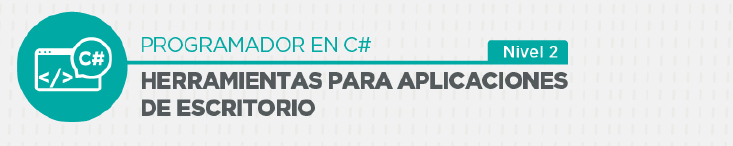 C#
</>
PROGRAMADOR EN C#
Nivel 2
HERRAMIENTAS PARA APLICACIONES
DE ESCRITORIO